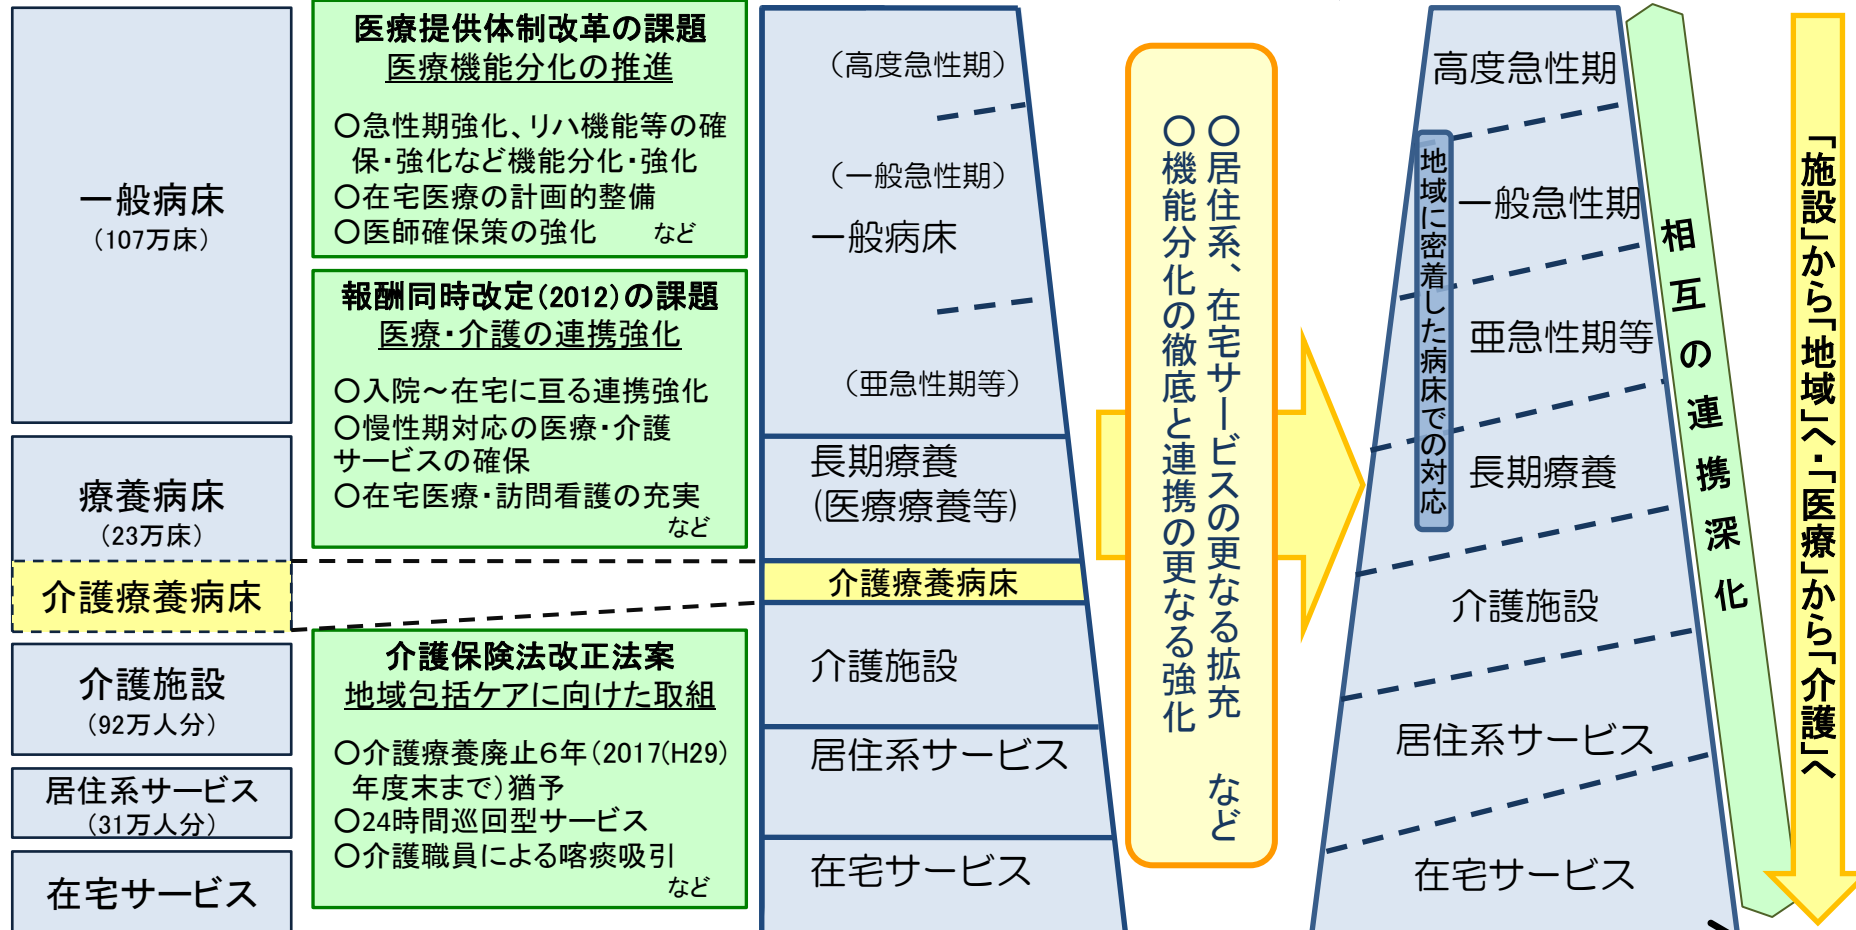 一般病床
（107万床）
療養病床
（23万床）
介護療養病床
介護施設
（92万人分）
居住系サービス
（31万人分）
在宅サービス
医療提供体制改革の課題
医療機能分化の推進
○急性期強化、リハ機能等の確
保・強化など機能分化・強化
○在宅医療の計画的整備
○医師確保策の強化　　など
報酬同時改定（2012）の課題
医療・介護の連携強化
○入院～在宅に亘る連携強化
○慢性期対応の医療・介護
サービスの確保
○在宅医療・訪問看護の充実
など
介護保険法改正法案
地域包括ケアに向けた取組
○介護療養廃止６年（2017（H29）
年度末まで）猶予
○24時間巡回型サービス
○介護職員による喀痰吸引
など
（高度急性期）
（一般急性期）
一般病床
（亜急性期等）
長期療養
（医療療養等）
介護療養病床
介護施設
居住系サービス
在宅サービス
○居住系、在宅サービスの更なる拡充
○機能分化の徹底と連携の更なる強化
など
高度急性期
一般急性期
亜急性期等
長期療養
介護施設
居住系サービス
在宅サービス
地域に密着した病床での対応
相互の連携深化
「施設」から「地域」へ・「医療」から「介護」へ